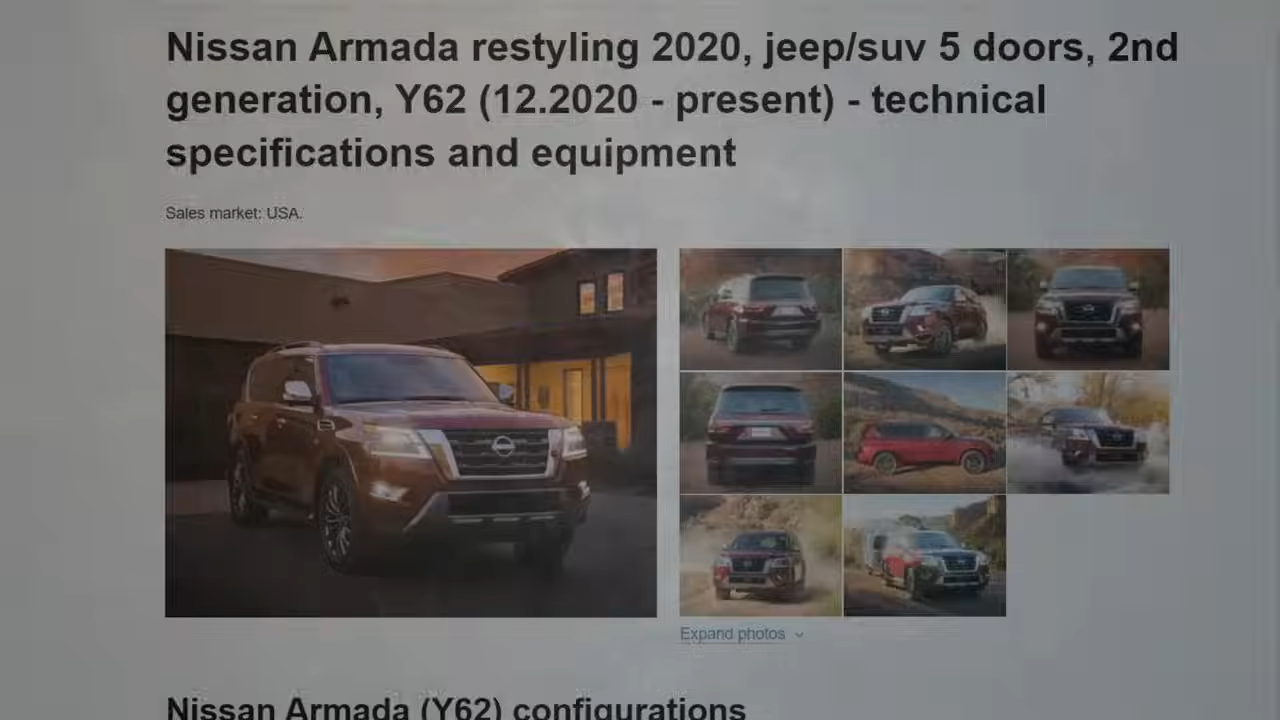 Nissan Armada restyling 2020, jeep/suv 5 doors, 2nd
generation, Y62 (12.2020 - present) - technical
specifications and equipment
Sales market: USA.
Expand photos
Nissan Armada (Y62) configurations